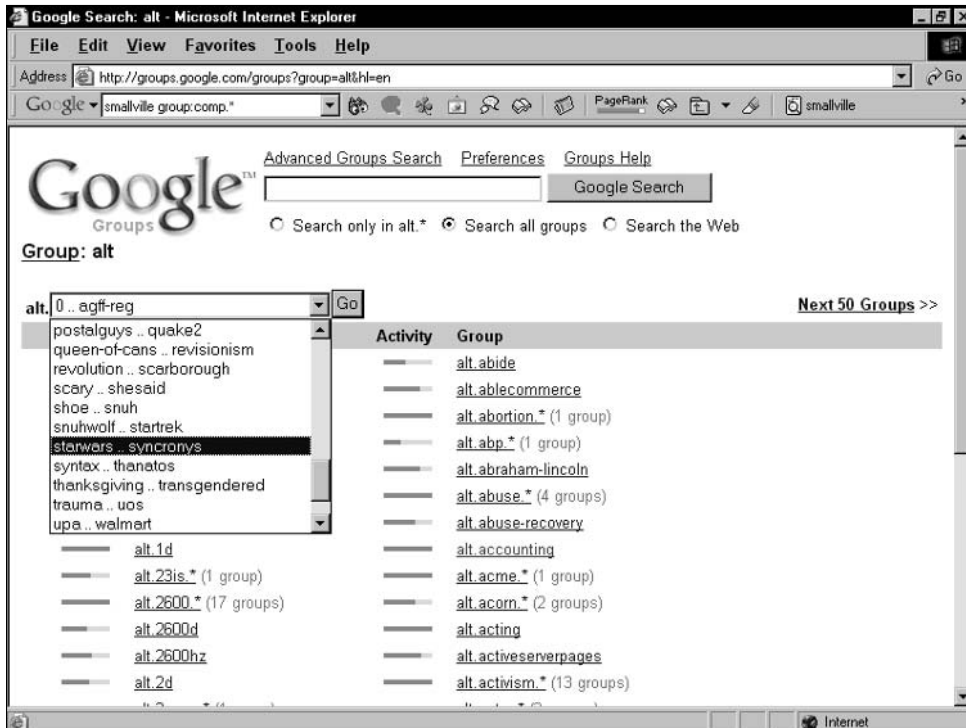 Google Search: alt - Microsoft Internet Explorer
File Edit View Favorites Tools Help
Address http://groups.google.com/groups?group=alt&hl=en Go
Google smallville group:comp.* PageRank smallville
Advanced Groups Search Preferences Groups Help
Google™
Groups
Google Search
Search only in alt.* Search all groups Search the Web
Group: alt
alt. 0 .. agff-reg Go
Next 50 Groups >>
postalguys .. quake2
queen-of-cans .. revisionism
revolution .. scarborough
scary .. shesaid
shoe .. snuh
snuhwolf .. startrek
starwars .. syncronys
syntax .. thanatos
thanksgiving .. transgendered
trauma .. uos
upa .. walmart
alt.1d
alt.23is.* (1 group)
alt.2600.* (17 groups)
alt.2600d
alt.2600hz
alt.2d
Activity Group
alt.abide
alt.ablecommerce
alt.abortion.* (1 group)
alt.abp.* (1 group)
alt.abraham-lincoln
alt.abuse.* (4 groups)
alt.abuse-recovery
alt.accounting
alt.acme.* (1 group)
alt.acorn.* (2 groups)
alt.acting
alt.activeserverpages
alt.activism.* (13 groups)
Internet